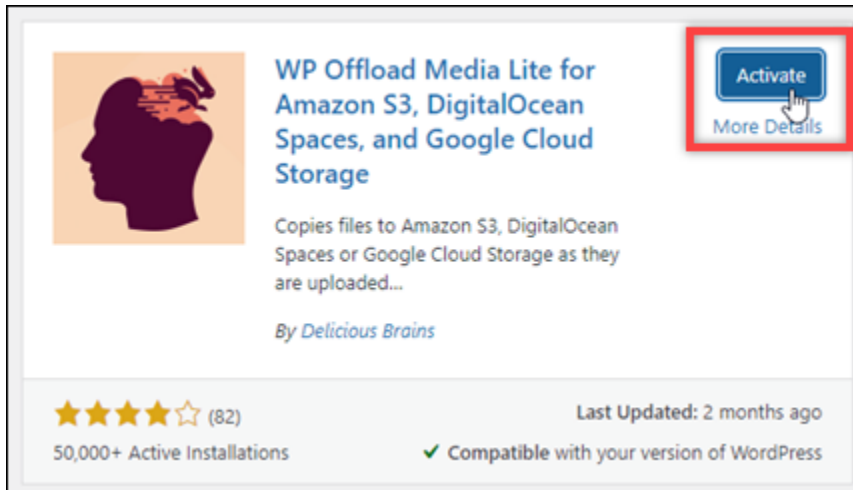 WP Offload Media Lite for
Amazon S3, DigitalOcean
Spaces, and Google Cloud
Storage
Activate
More Details
Copies files to Amazon S3, DigitalOcean
Spaces or Google Cloud Storage as they
are uploaded...
By Delicious Brains
(82)
Last Updated: 2 months ago
50,000+ Active Installations
Compatible with your version of WordPress